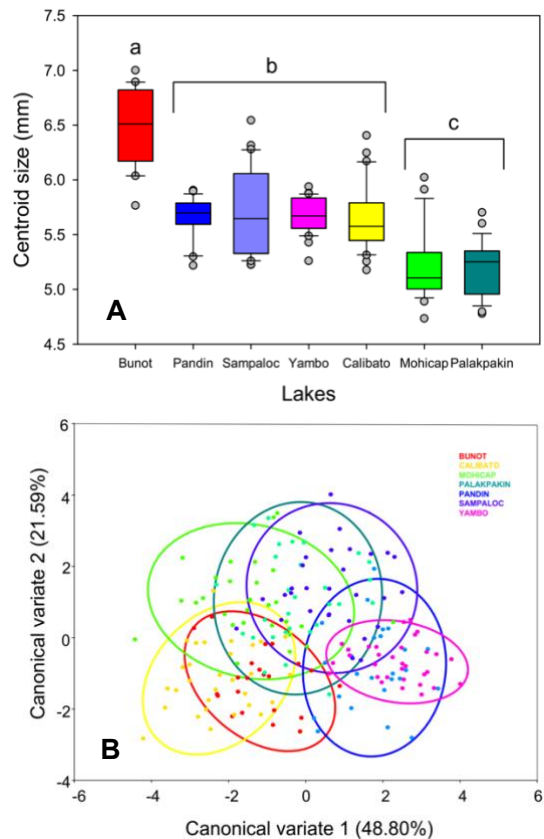 7.5
7.0
6.5
6.0
5.5
5.0
4.5
Centroid size (mm)
a
b
c
A
Bunot Pandin Sampaloc Yambo Calibato Mohicap Palakpakin
Lakes
6
4
2
0
-2
-4
Canonical variate 2 (21.59%)
BUNOT
CALIBATO
MOHICAP
PALAKPAKIN
PANDIN
SAMPALOC
YAMBO
B
-6 -4 -2 0 2 4 6
Canonical variate 1 (48.80%)